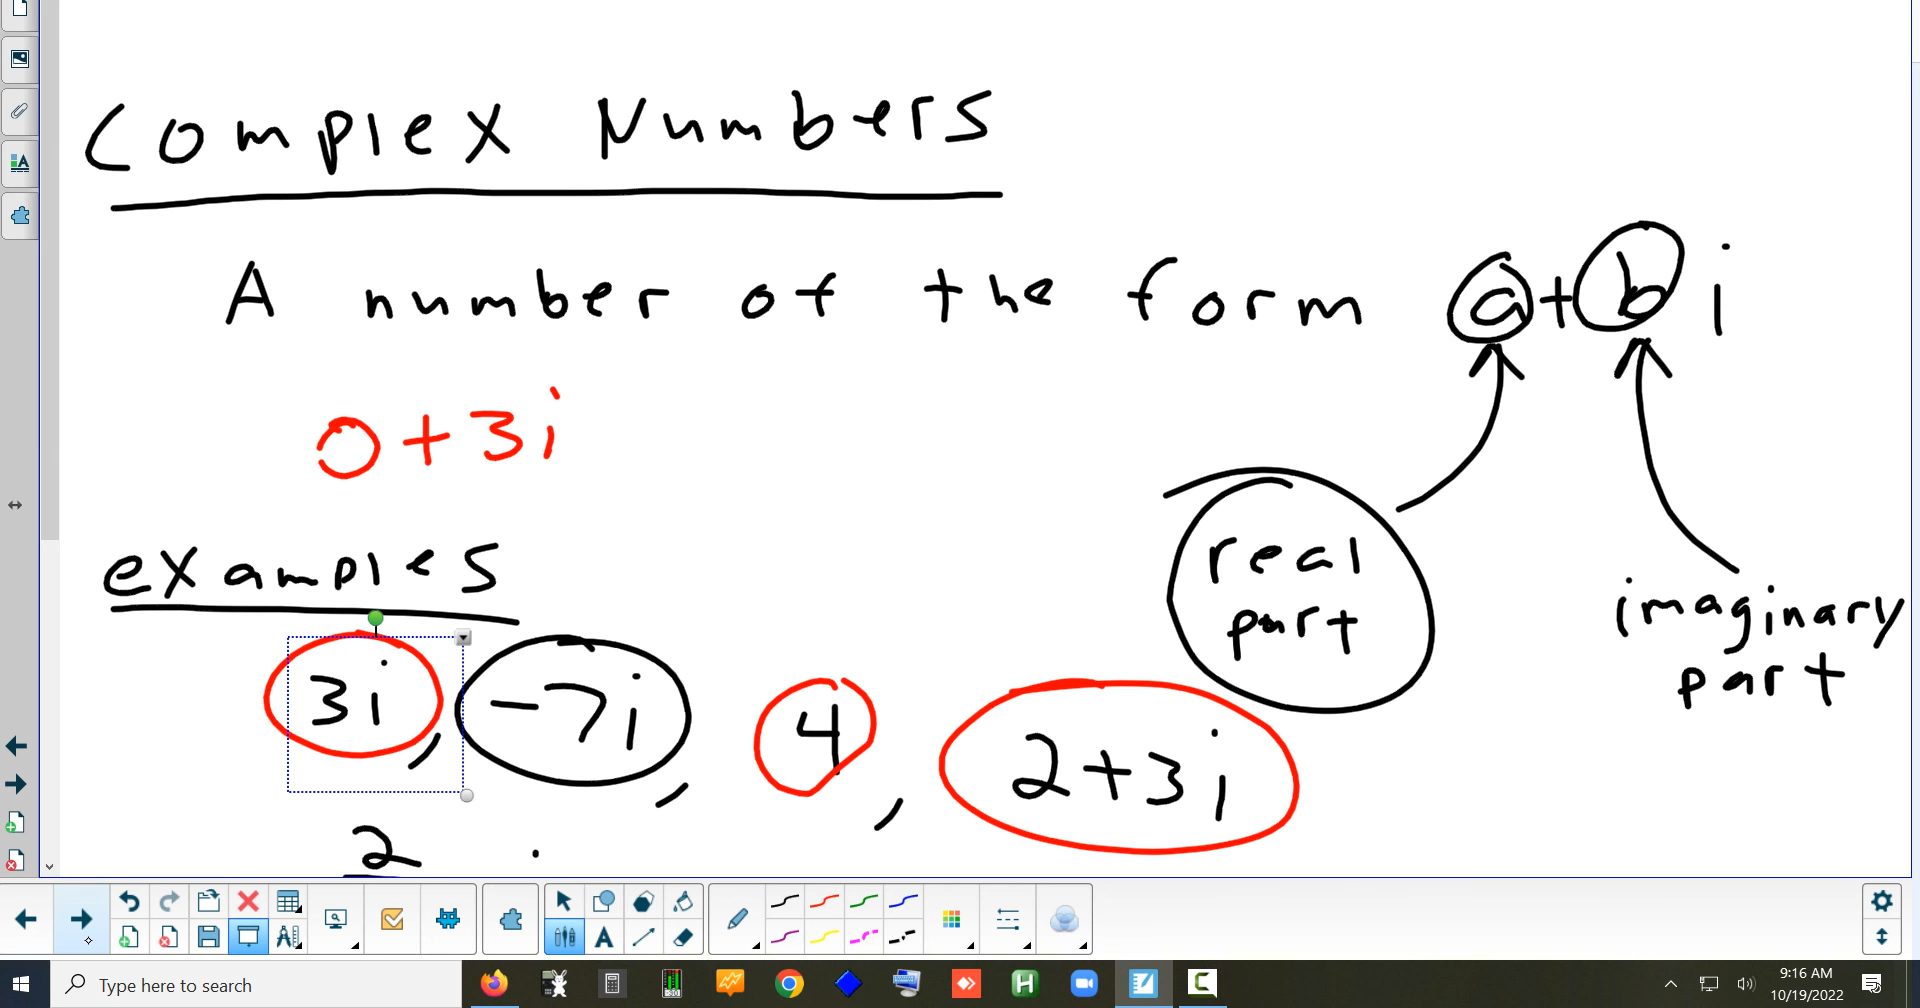 Complex Numbers
A number of the form a+bi
0+3i
real part
imaginary part
examples
3i, -7i, 4, 2+3i
2
A
Type here to search
H
C
9:16 AM
10/19/2022